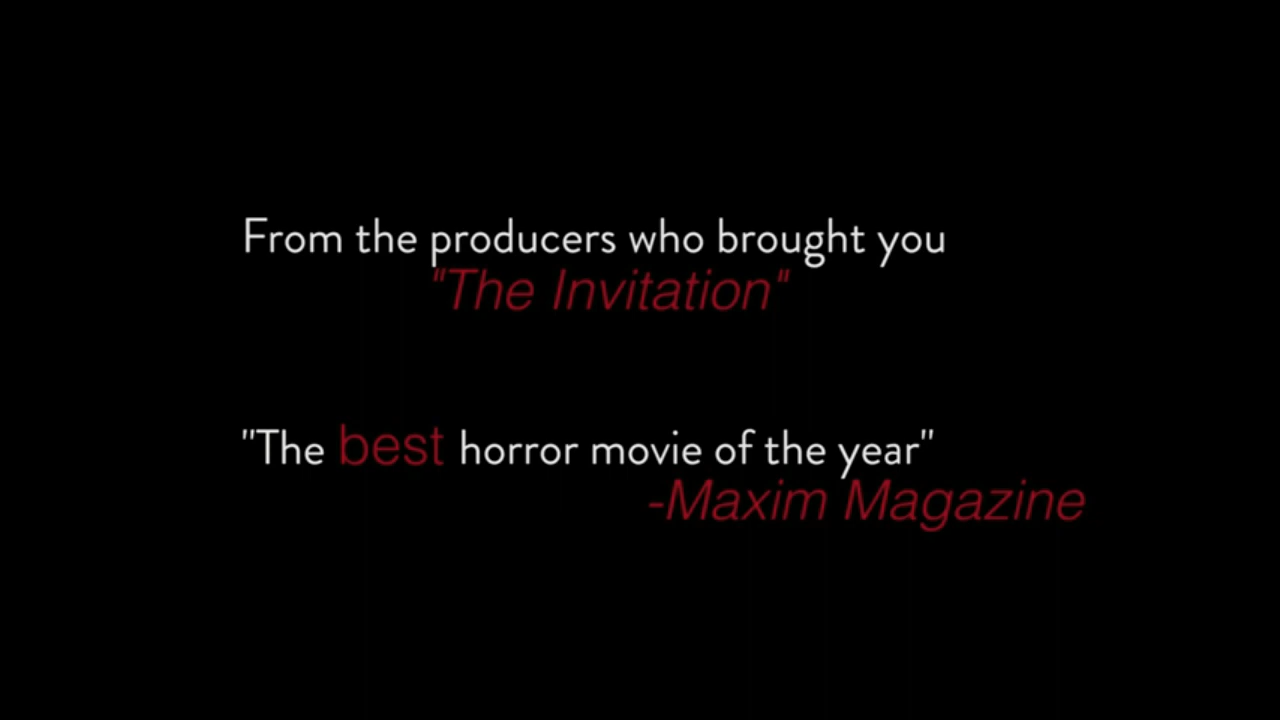 From the producers who brought you
"The Invitation"
"The best horror movie of the year"
-Maxim Magazine